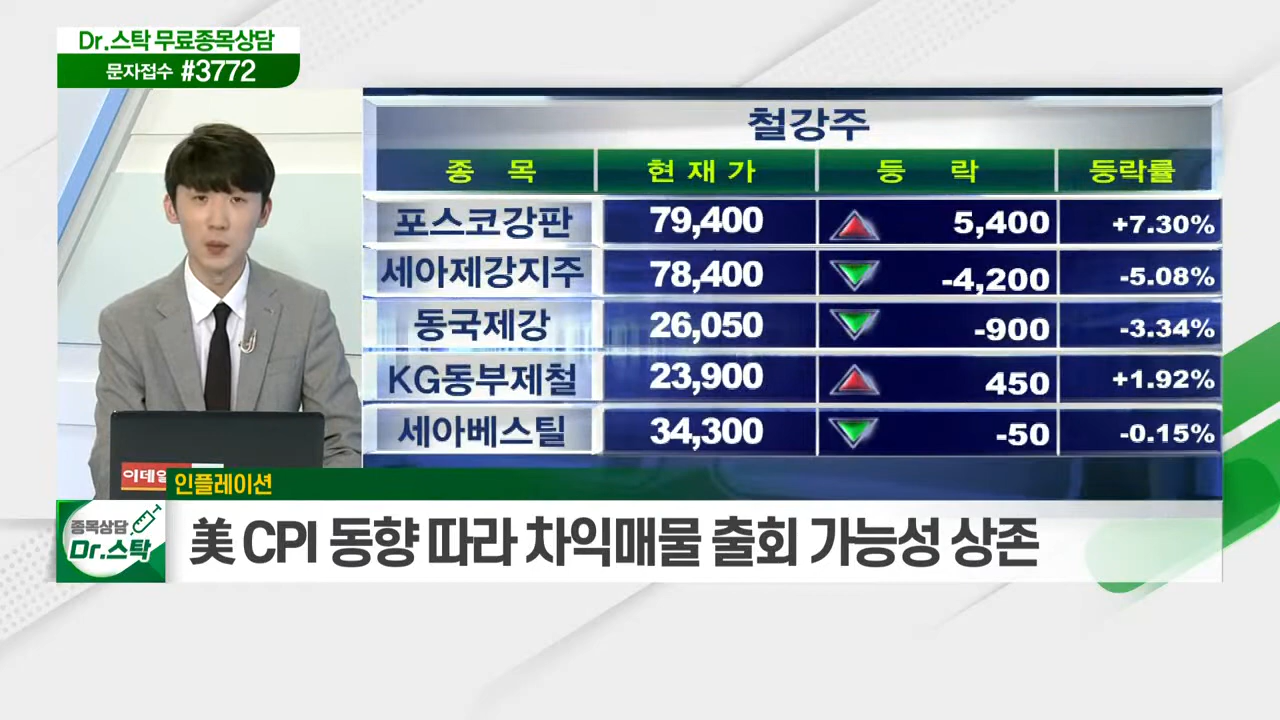 Dr.스탁 무료종목상담
문자접수 #3772
철강주
종 목 현 재 가 등 락 등락률
포스코강판 79,400 5,400 +7.30%
세아제강지주 78,400 -4,200 -5.08%
동국제강 26,050 -900 -3.34%
KG동부제철 23,900 450 +1.92%
세아베스틸 34,300 -50 -0.15%
이데일
인플레이션
종목상담
Dr.스탁
美 CPI 동향 따라 차익매물 출회 가능성 상존